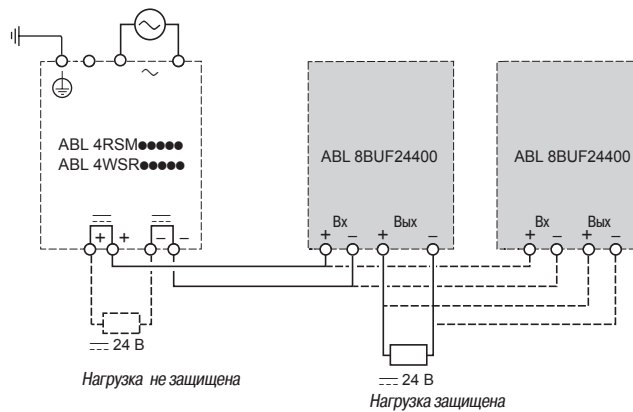 ~
ABL 4RSM●●●●●
ABL 4WSR●●●●●
+ + – –
24 В
Нагрузка не защищена
ABL 8BUF24400
Вх Вых
+ – + –
24 В
Нагрузка защищена
ABL 8BUF24400
Вх Вых
+ – + –